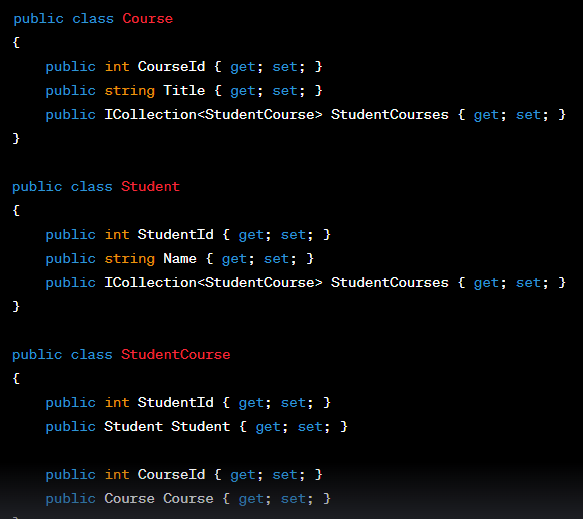 public class Course
{
    public int CourseId { get; set; }
    public string Title { get; set; }
    public ICollection<StudentCourse> StudentCourses { get; set; }
}

public class Student
{
    public int StudentId { get; set; }
    public string Name { get; set; }
    public ICollection<StudentCourse> StudentCourses { get; set; }
}

public class StudentCourse
{
    public int StudentId { get; set; }
    public Student Student { get; set; }

    public int CourseId { get; set; }
    public Course Course { get; set; }